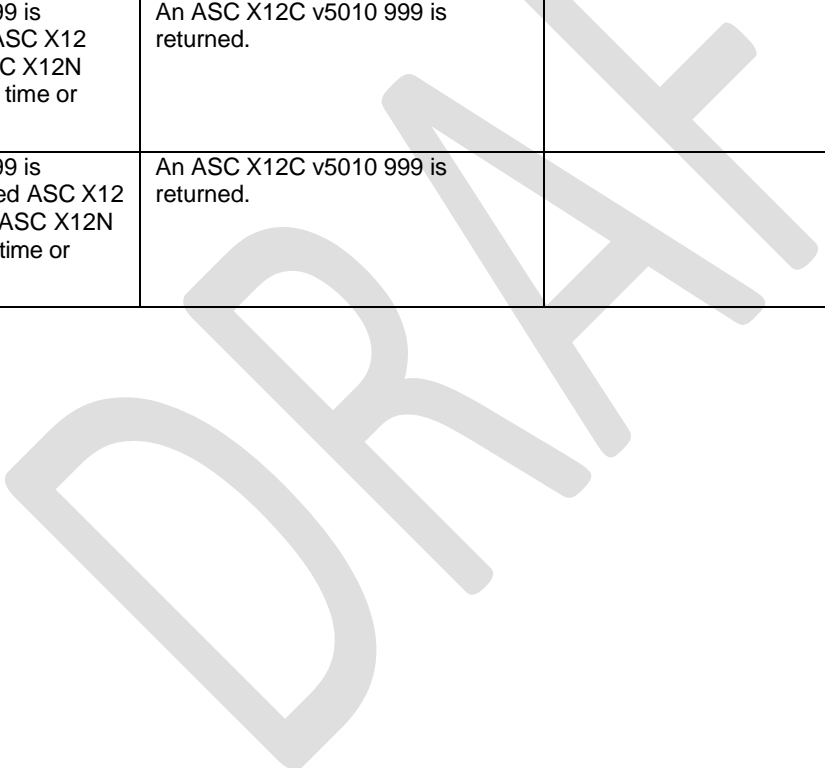 99 is
ASC X12
C X12N
time or
An ASC X12C v5010 999 is
returned.
99 is
ed ASC X12
ASC X12N
time or
An ASC X12C v5010 999 is
returned.
DRAF